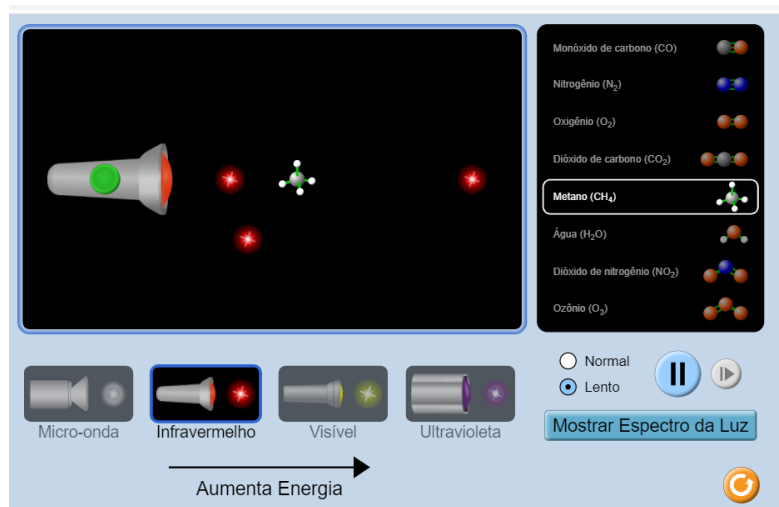 Monóxido de carbono (CO)
Nitrogênio (N₂)
Oxigênio (O₂)
Dióxido de carbono (CO₂)
Metano (CH₄)
Água (H₂O)
Dióxido de nitrogênio (NO₂)
Ozônio (O₃)
Normal
Lento
Micro-onda
Infravermelho
Visível
Ultravioleta
Mostrar Espectro da Luz
Aumenta Energia